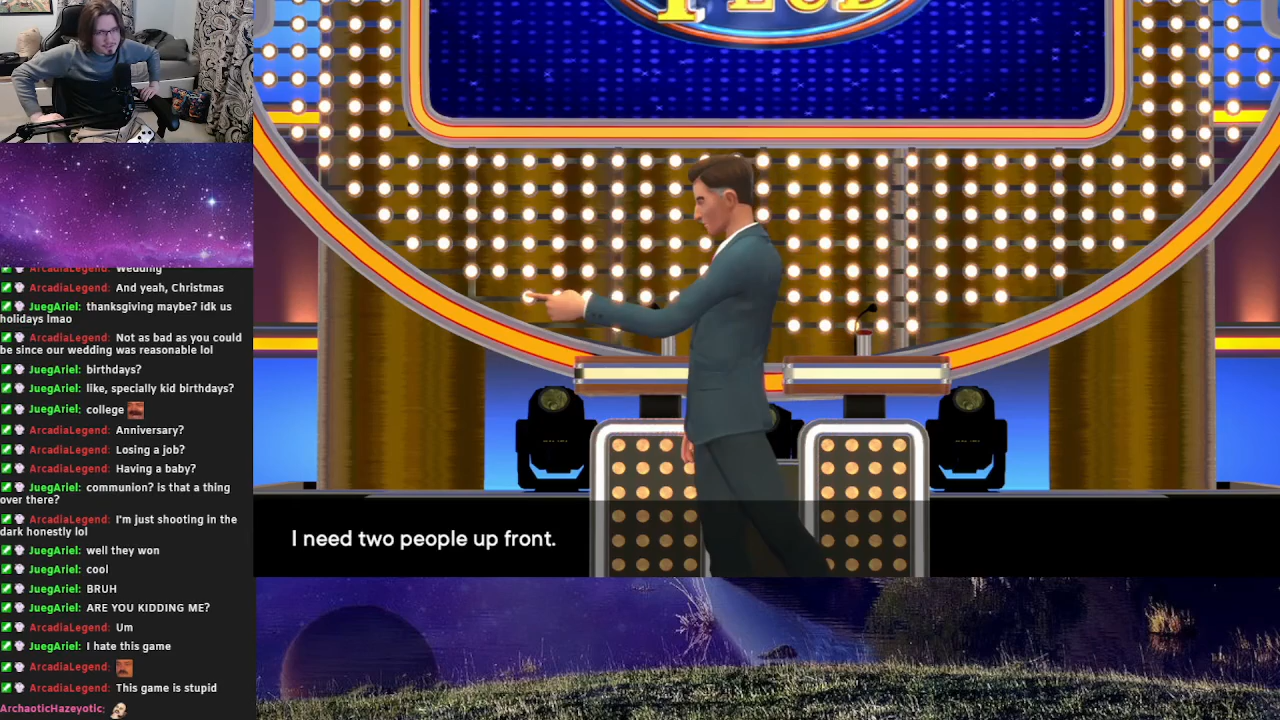 FEUD
ArcadiaLegend: Wedding
ArcadiaLegend: And yeah, Christmas
JuegAriel: thanksgiving maybe? idk us
holidays lmao
ArcadiaLegend: Not as bad as you could
be since our wedding was reasonable lol
JuegAriel: birthdays?
JuegAriel: like, specially kid birthdays?
JuegAriel: college
ArcadiaLegend: Anniversary?
ArcadiaLegend: Losing a job?
ArcadiaLegend: Having a baby?
JuegAriel: communion? is that a thing
over there?
ArcadiaLegend: I'm just shooting in the
dark honestly lol
JuegAriel: well they won
JuegAriel: cool
JuegAriel: BRUH
JuegAriel: ARE YOU KIDDING ME?
ArcadiaLegend: Um
JuegAriel: I hate this game
ArcadiaLegend:
ArcadiaLegend: This game is stupid
ArchaoticHazeyotic:
I need two people up front.